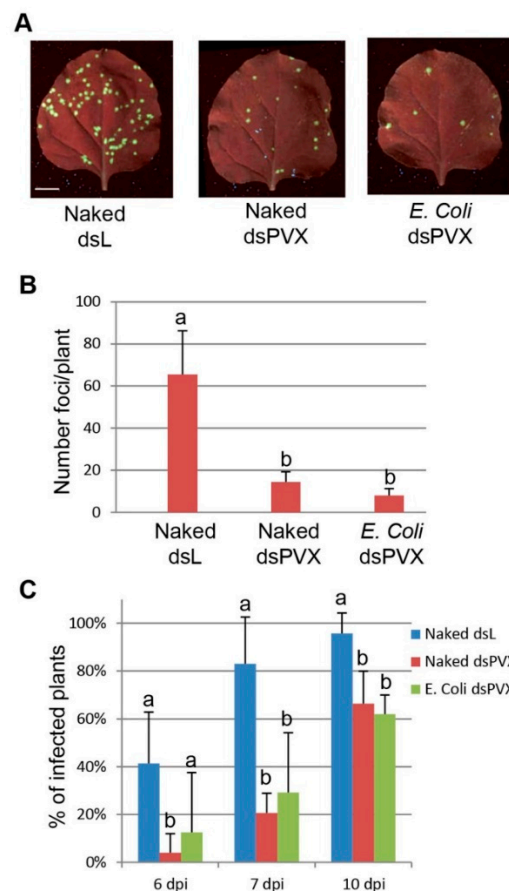 A
Naked
dsL
Naked
dsPVX
E. Coli
dsPVX
B
Number foci/plant
100
80
60
40
20
0
a
b
b
Naked
dsL
Naked
dsPVX
E. Coli
dsPVX
C
% of infected plants
100%
80%
60%
40%
20%
0%
a
b
a
a
b
b
a
b
b
Naked dsL
Naked dsPVX
E. Coli dsPVX
6 dpi
7 dpi
10 dpi